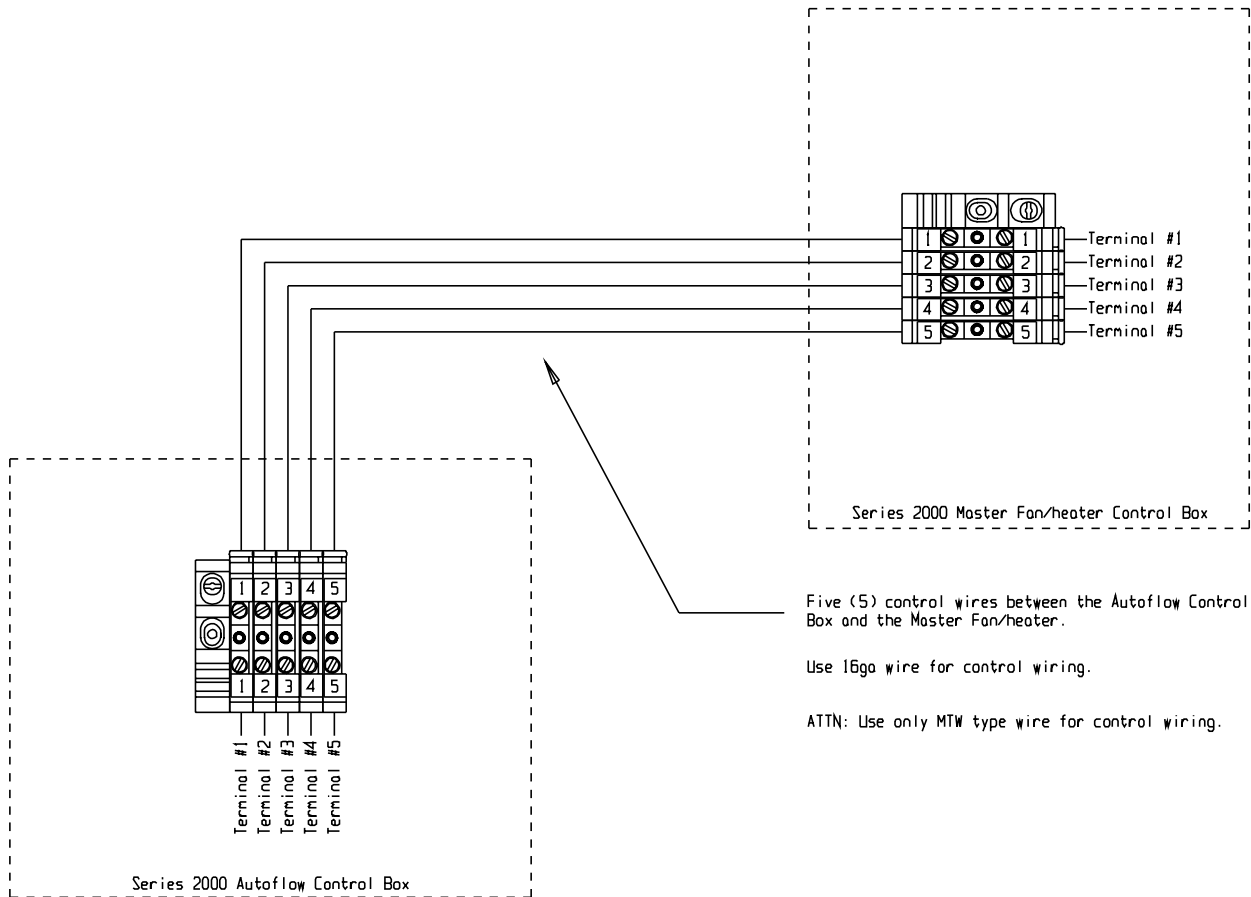 1 1 Terminal #1
2 2 Terminal #2
3 3 Terminal #3
4 4 Terminal #4
5 5 Terminal #5
Series 2000 Master Fan/heater Control Box
1 2 3 4 5
1 2 3 4 5
Terminal #1
Terminal #2
Terminal #3
Terminal #4
Terminal #5
Series 2000 Autoflow Control Box
Five (5) control wires between the Autoflow Control
Box and the Master Fan/heater.
Use 16ga wire for control wiring.
ATTN: Use only MTW type wire for control wiring.